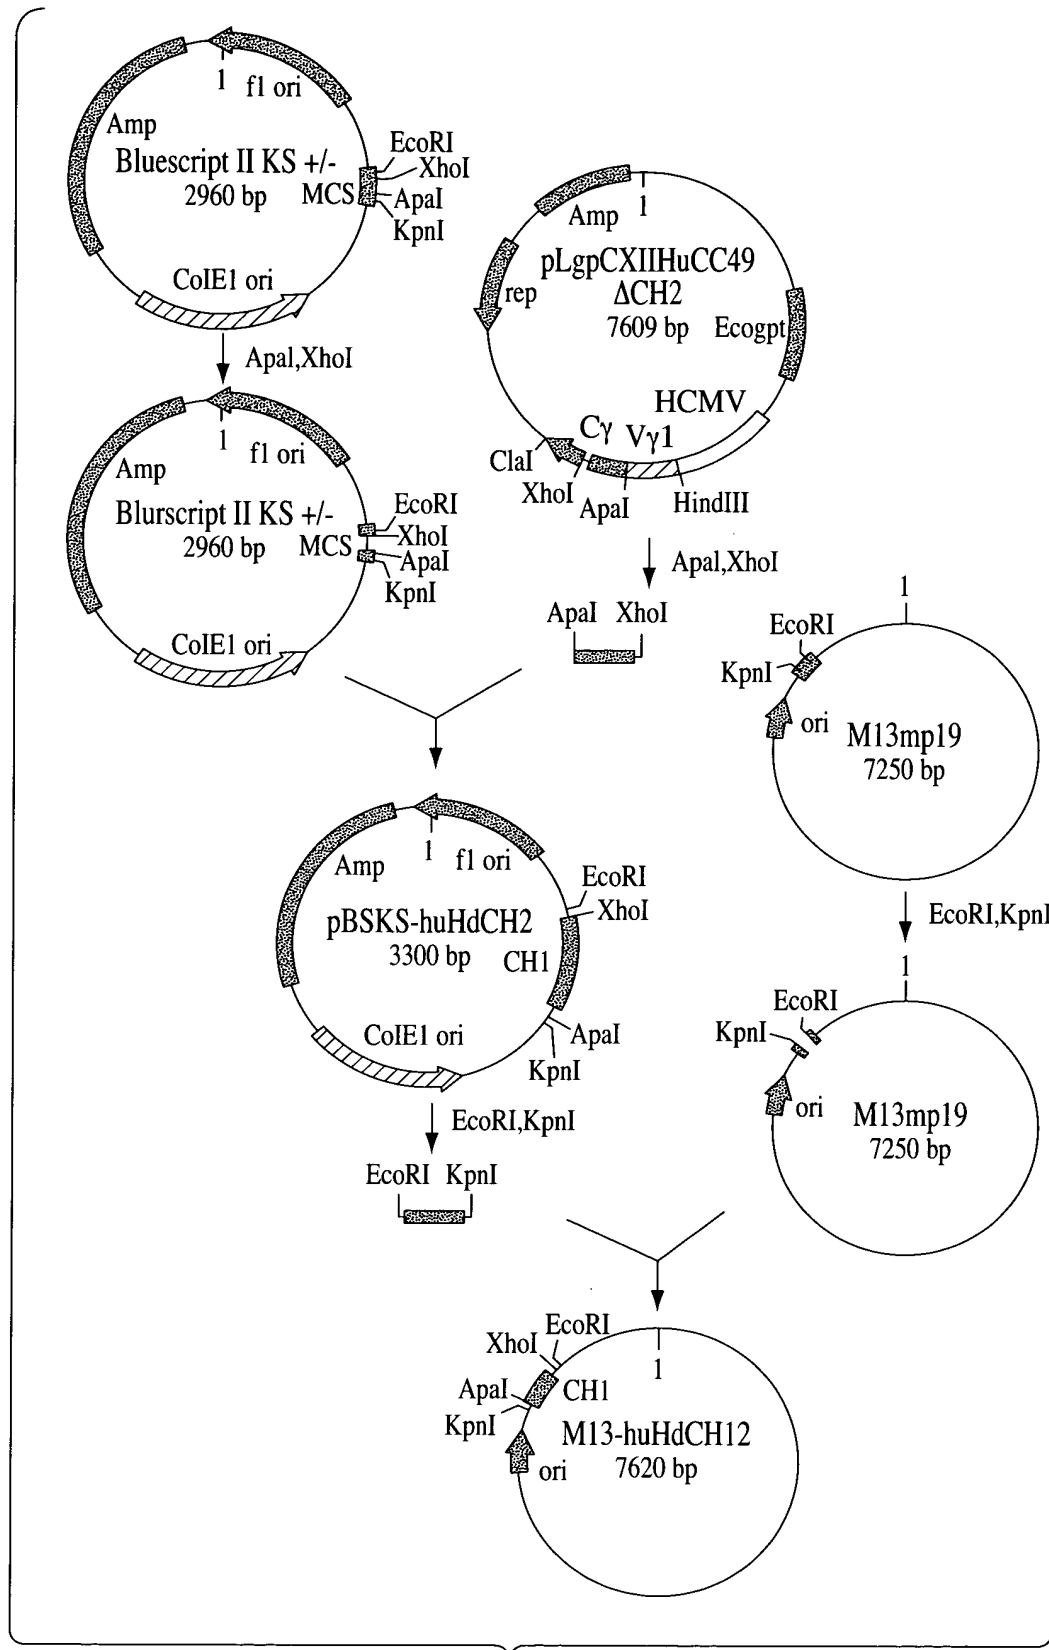 1
f1 ori
Amp
EcoRI
Bluescript II KS +/-
XhoI
2960 bp
MCS
ApaI
KpnI
ColE1 ori
ApaI,XhoI
Amp
1
pLgpCXIIHuCC49
ΔCH2
rep
7609 bp
Ecogpt
HCMV
Cγ
Vγ1
ClaI
XhoI
ApaI
HindIII
ApaI,XhoI
ApaI XhoI
1
f1 ori
Amp
EcoRI
Blurscript II KS +/-
XhoI
2960 bp
MCS
ApaI
KpnI
ColE1 ori
1
EcoRI
KpnI
ori
M13mp19
7250 bp
EcoRI,KpnI
1
f1 ori
Amp
EcoRI
XhoI
pBSKS-huHdCH2
3300 bp
CH1
ColE1 ori
ApaI
KpnI
EcoRI,KpnI
EcoRI KpnI
1
EcoRI
KpnI
ori
M13mp19
7250 bp
EcoRI
XhoI
1
ApaI
CH1
KpnI
M13-huHdCH12
ori
7620 bp